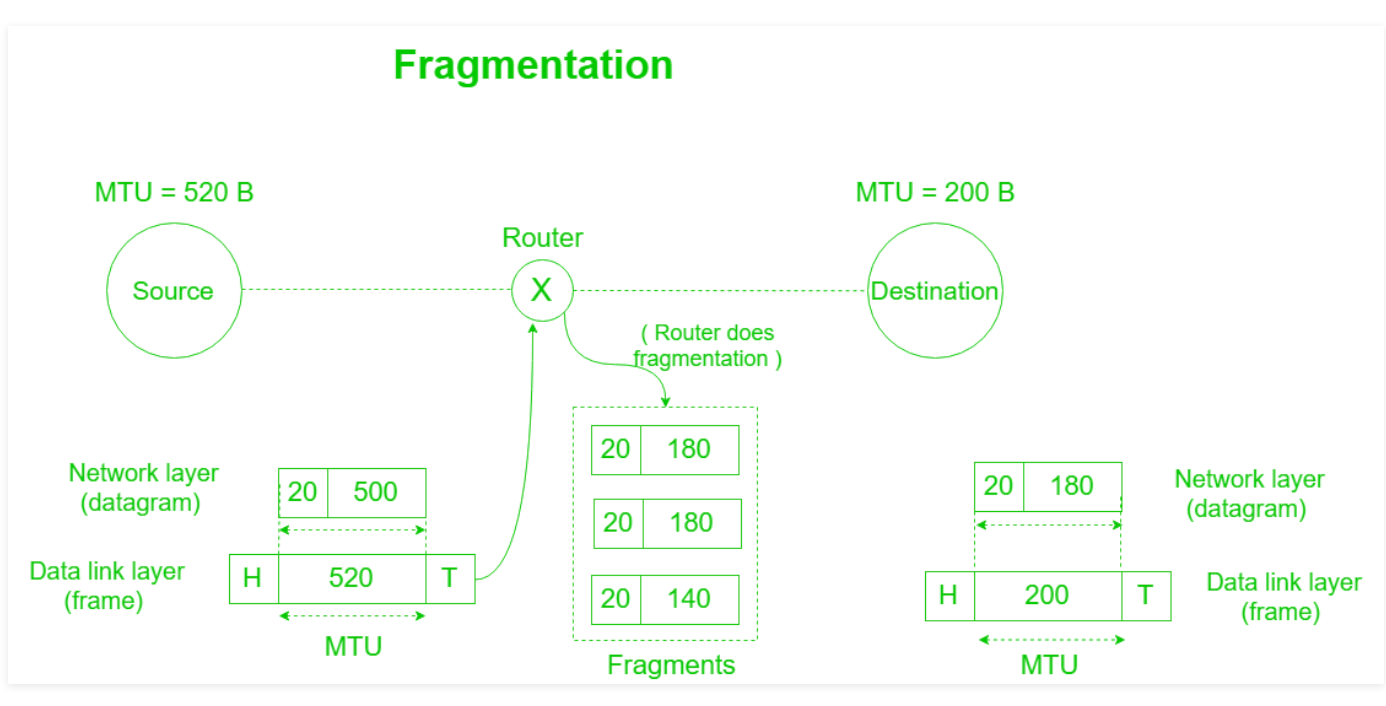 Fragmentation
MTU = 520 B
MTU = 200 B
Router
Source
X
Destination
( Router does
fragmentation )
Network layer
(datagram)
20 500
Data link layer
(frame)
H 520 T
MTU
20 180
20 180
20 140
Fragments
20 180
Network layer
(datagram)
H 200 T
Data link layer
(frame)
MTU